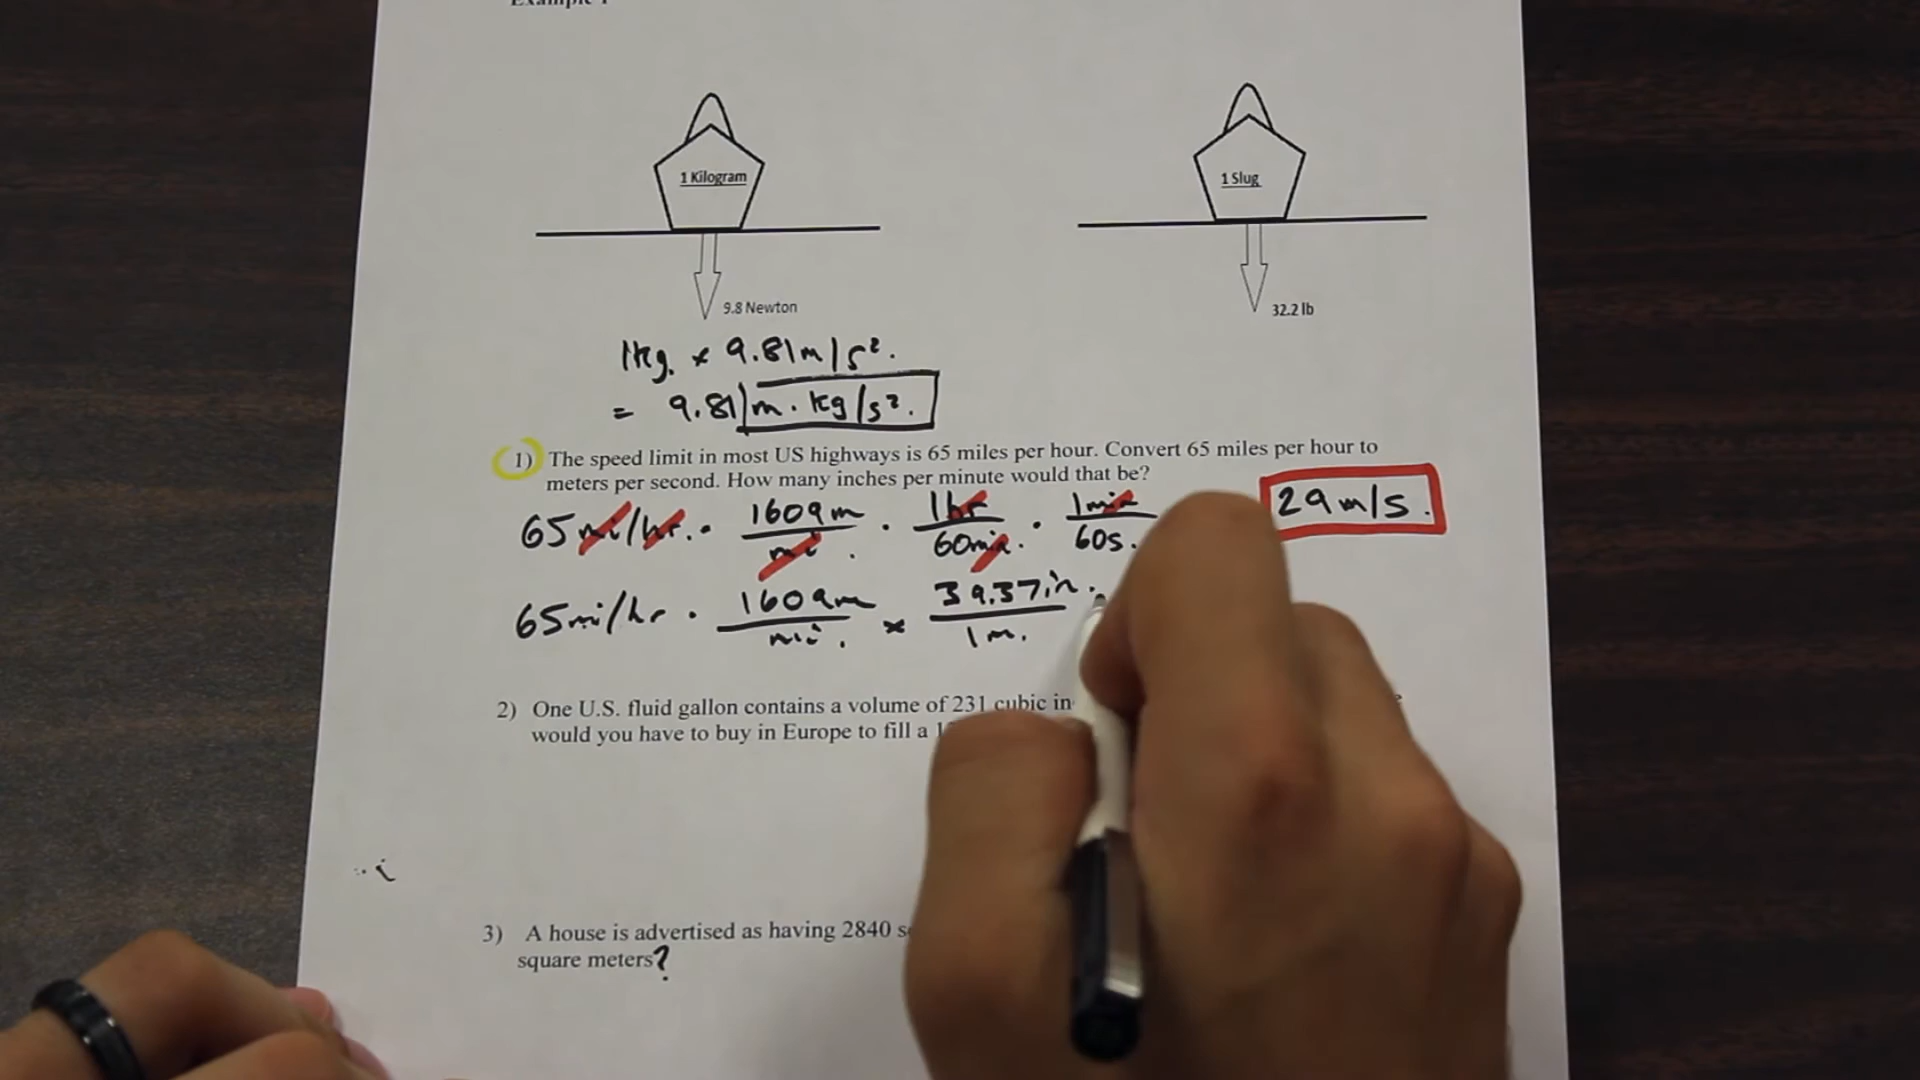 Example 1
1 Kilogram
1 Slug
9.8 Newton
32.2 lb
1kg. × 9.81m/s².
= 9.81 m. kg/s².
1) The speed limit in most US highways is 65 miles per hour. Convert 65 miles per hour to
meters per second. How many inches per minute would that be?
65mi/hr. · 1609m/mi. · 1hr/60min. · 1min/60s. 29m/s.
65mi/hr · 1609m/mi. × 39.37in./1m.
2) One U.S. fluid gallon contains a volume of 231 cubic in
would you have to buy in Europe to fill a
3) A house is advertised as having 2840
square meters?